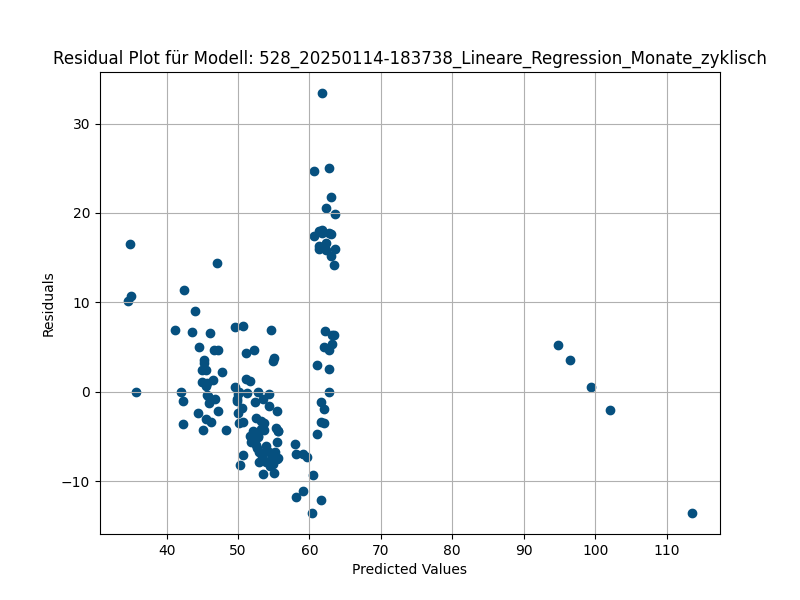 Residual Plot für Modell: 528_20250114-183738_Lineare_Regression_Monate_zyklisch
30
20
10
0
−10
Residuals
40 50 60 70 80 90 100 110
Predicted Values